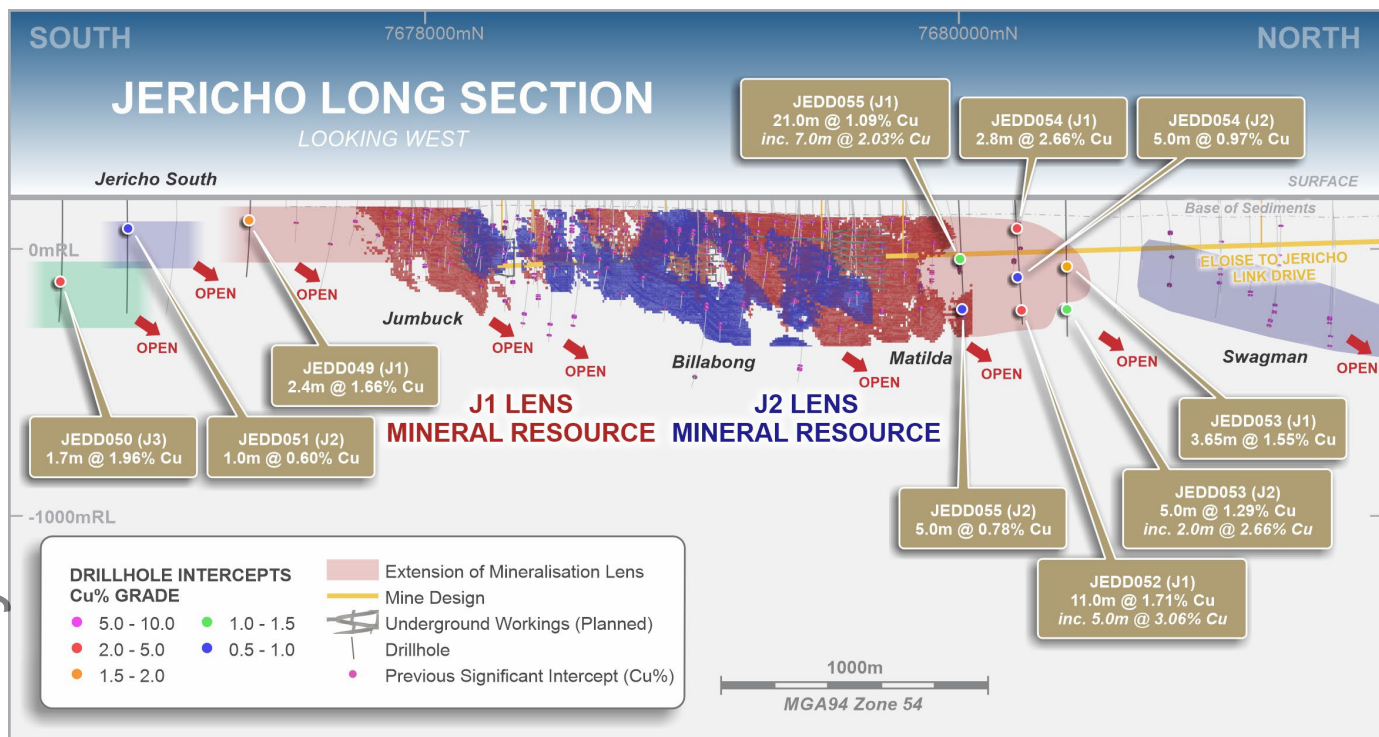 SOUTH
7678000mN
7680000mN
NORTH
JERICHO LONG SECTION
LOOKING WEST
JEDD055 (J1)
21.0m @ 1.09% Cu
inc. 7.0m @ 2.03% Cu
JEDD054 (J1)
2.8m @ 2.66% Cu
JEDD054 (J2)
5.0m @ 0.97% Cu
Jericho South
SURFACE
Base of Sediments
0mRL
ELOISE TO JERICHO
LINK DRIVE
OPEN
OPEN
OPEN
Jumbuck
OPEN
OPEN
Billabong
OPEN
Matilda
OPEN
OPEN
Swagman
OPEN
JEDD049 (J1)
2.4m @ 1.66% Cu
J1 LENS
MINERAL RESOURCE
J2 LENS
MINERAL RESOURCE
JEDD050 (J3)
1.7m @ 1.96% Cu
JEDD051 (J2)
1.0m @ 0.60% Cu
JEDD053 (J1)
3.65m @ 1.55% Cu
JEDD055 (J2)
5.0m @ 0.78% Cu
JEDD053 (J2)
5.0m @ 1.29% Cu
inc. 2.0m @ 2.66% Cu
-1000mRL
JEDD052 (J1)
11.0m @ 1.71% Cu
inc. 5.0m @ 3.06% Cu
DRILLHOLE INTERCEPTS
Cu% GRADE
5.0 - 10.0
2.0 - 5.0
1.5 - 2.0
1.0 - 1.5
0.5 - 1.0
Extension of Mineralisation Lens
Mine Design
Underground Workings (Planned)
Drillhole
Previous Significant Intercept (Cu%)
1000m
MGA94 Zone 54